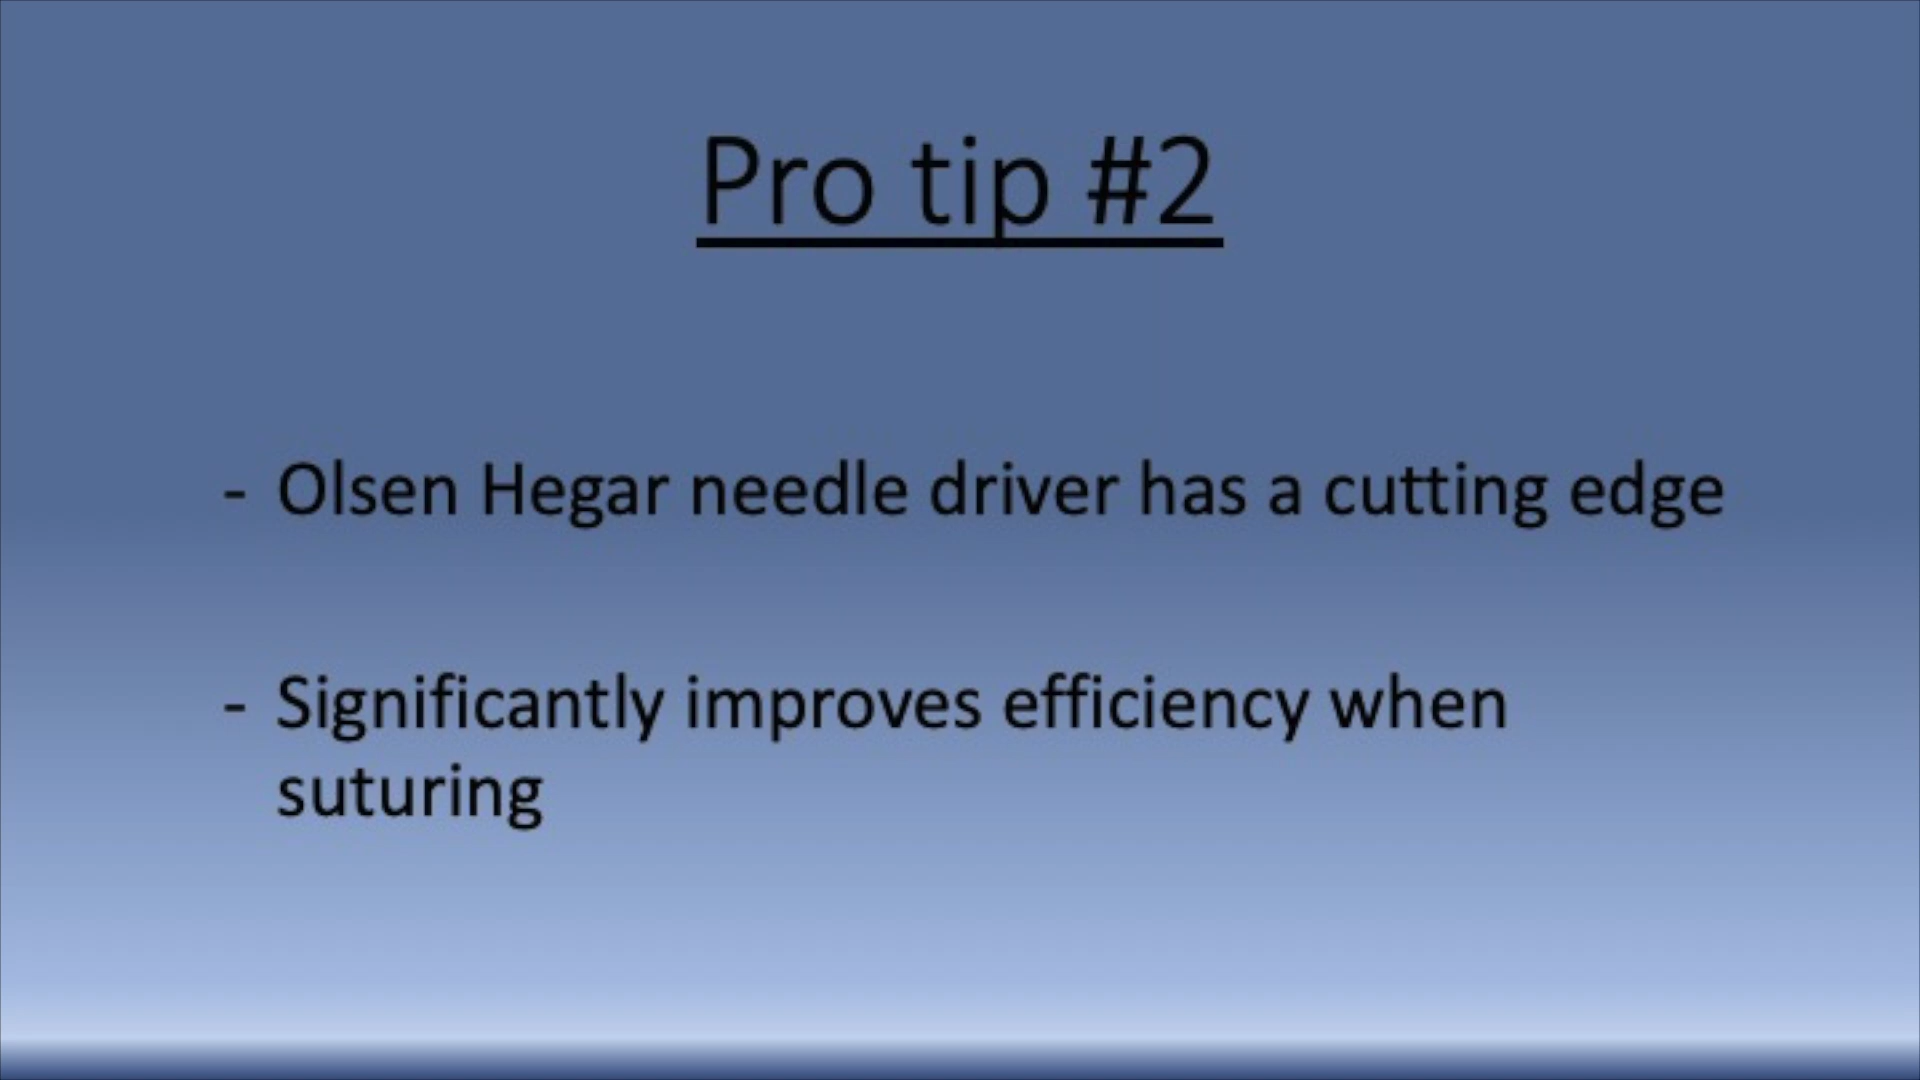 Pro tip #2
- Olsen Hegar needle driver has a cutting edge
- Significantly improves efficiency when
suturing